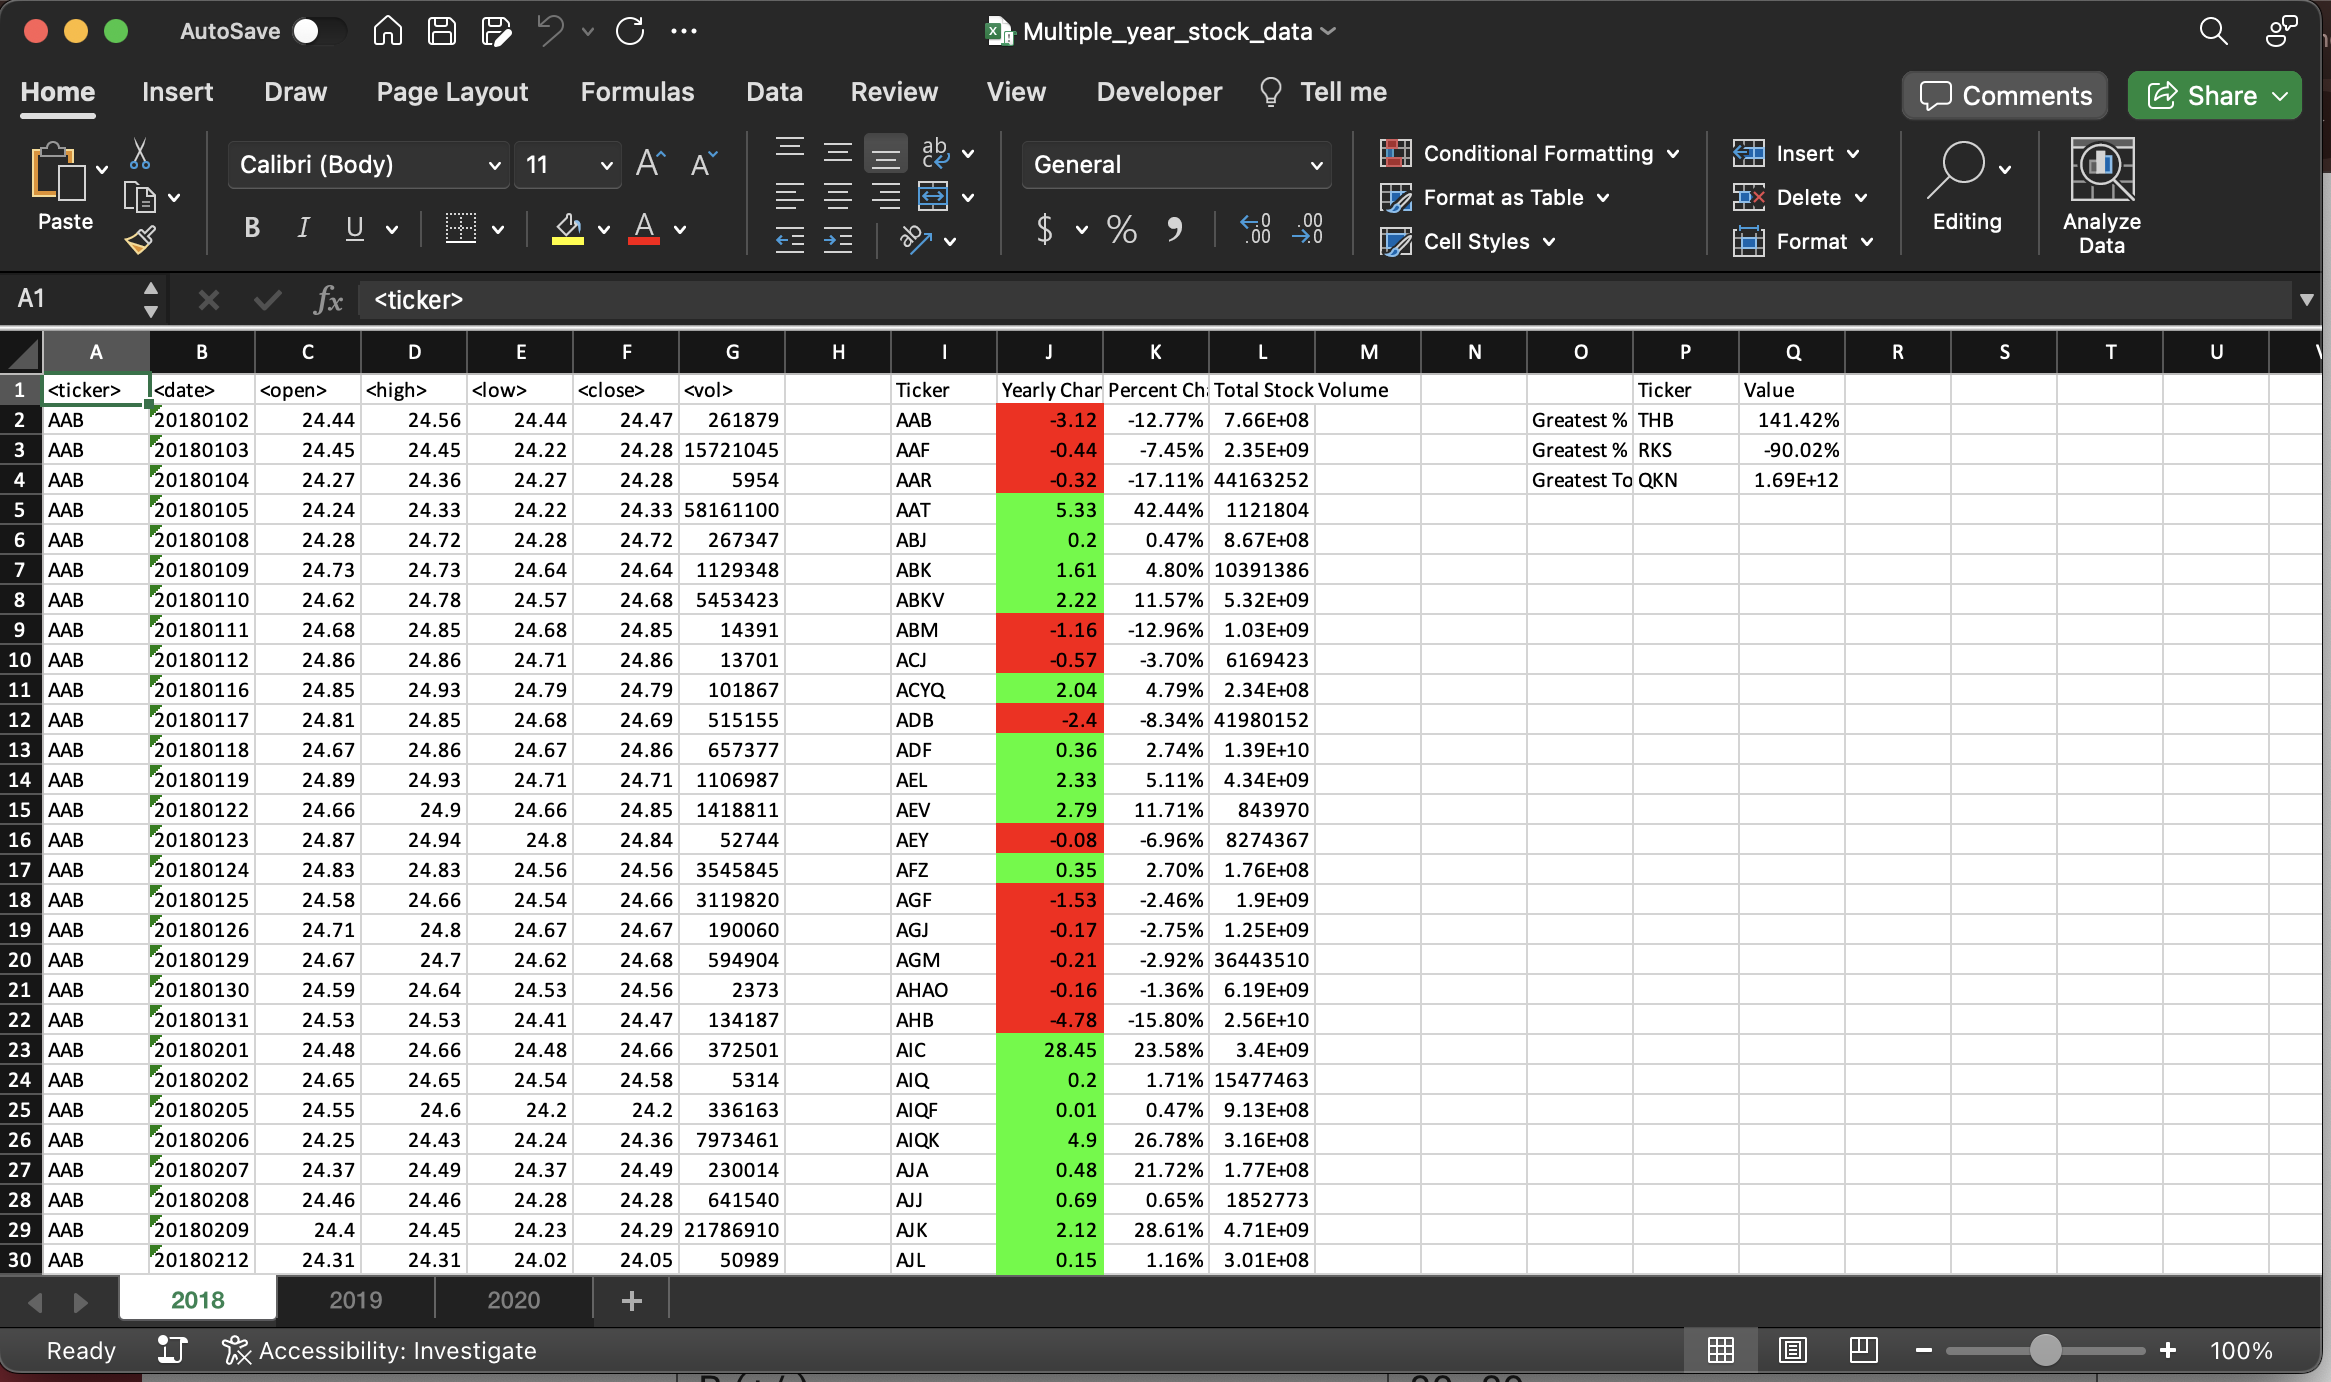 AutoSave Multiple_year_stock_data
Home Insert Draw Page Layout Formulas Data Review View Developer Tell me Comments Share
Paste Calibri (Body) 11 General Conditional Formatting Insert
Format as Table Delete Editing Analyze Data
Cell Styles Format
A1 fx <ticker>
A B C D E F G H I J K L M N O P Q R S T U
1 <ticker> <date> <open> <high> <low> <close> <vol> Ticker Yearly Char Percent Ch Total Stock Volume Ticker Value
2 AAB 20180102 24.44 24.56 24.44 24.47 261879 AAB -3.12 -12.77% 7.66E+08 Greatest % THB 141.42%
3 AAB 20180103 24.45 24.45 24.22 24.28 15721045 AAF -0.44 -7.45% 2.35E+09 Greatest % RKS -90.02%
4 AAB 20180104 24.27 24.36 24.27 24.28 5954 AAR -0.32 -17.11% 44163252 Greatest To QKN 1.69E+12
5 AAB 20180105 24.24 24.33 24.22 24.33 58161100 AAT 5.33 42.44% 1121804
6 AAB 20180108 24.28 24.72 24.28 24.72 267347 ABJ 0.2 0.47% 8.67E+08
7 AAB 20180109 24.73 24.73 24.64 24.64 1129348 ABK 1.61 4.80% 10391386
8 AAB 20180110 24.62 24.78 24.57 24.68 5453423 ABKV 2.22 11.57% 5.32E+09
9 AAB 20180111 24.68 24.85 24.68 24.85 14391 ABM -1.16 -12.96% 1.03E+09
10 AAB 20180112 24.86 24.86 24.71 24.86 13701 ACJ -0.57 -3.70% 6169423
11 AAB 20180116 24.85 24.93 24.79 24.79 101867 ACYQ 2.04 4.79% 2.34E+08
12 AAB 20180117 24.81 24.85 24.68 24.69 515155 ADB -2.4 -8.34% 41980152
13 AAB 20180118 24.67 24.86 24.67 24.86 657377 ADF 0.36 2.74% 1.39E+10
14 AAB 20180119 24.89 24.93 24.71 24.71 1106987 AEL 2.33 5.11% 4.34E+09
15 AAB 20180122 24.66 24.9 24.66 24.85 1418811 AEV 2.79 11.71% 843970
16 AAB 20180123 24.87 24.94 24.8 24.84 52744 AEY -0.08 -6.96% 8274367
17 AAB 20180124 24.83 24.83 24.56 24.56 3545845 AFZ 0.35 2.70% 1.76E+08
18 AAB 20180125 24.58 24.66 24.54 24.66 3119820 AGF -1.53 -2.46% 1.9E+09
19 AAB 20180126 24.71 24.8 24.67 24.67 190060 AGJ -0.17 -2.75% 1.25E+09
20 AAB 20180129 24.67 24.7 24.62 24.68 594904 AGM -0.21 -2.92% 36443510
21 AAB 20180130 24.59 24.64 24.53 24.56 2373 AHAO -0.16 -1.36% 6.19E+09
22 AAB 20180131 24.53 24.53 24.41 24.47 134187 AHB -4.78 -15.80% 2.56E+10
23 AAB 20180201 24.48 24.66 24.48 24.66 372501 AIC 28.45 23.58% 3.4E+09
24 AAB 20180202 24.65 24.65 24.54 24.58 5314 AIQ 0.2 1.71% 15477463
25 AAB 20180205 24.55 24.6 24.2 24.2 336163 AIQF 0.01 0.47% 9.13E+08
26 AAB 20180206 24.25 24.43 24.24 24.36 7973461 AIQK 4.9 26.78% 3.16E+08
27 AAB 20180207 24.37 24.49 24.37 24.49 230014 AJA 0.48 21.72% 1.77E+08
28 AAB 20180208 24.46 24.46 24.28 24.28 641540 AJJ 0.69 0.65% 1852773
29 AAB 20180209 24.4 24.45 24.23 24.29 21786910 AJK 2.12 28.61% 4.71E+09
30 AAB 20180212 24.31 24.31 24.02 24.05 50989 AJL 0.15 1.16% 3.01E+08
2018 2019 2020 +
Ready Accessibility: Investigate 100%